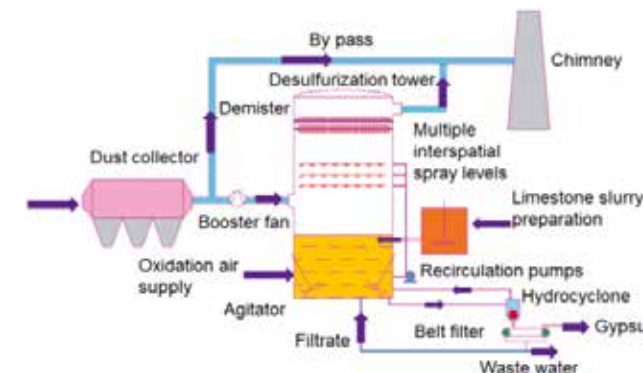 By pass
Chimney
Desulfurization tower
Demister
Multiple
interspatial
spray levels
Dust collector
Limestone slurry
preparation
Booster fan
Oxidation air
supply
Recirculation pumps
Agitator
Hydrocyclone
Belt filter
Gypsu
Filtrate
Waste water